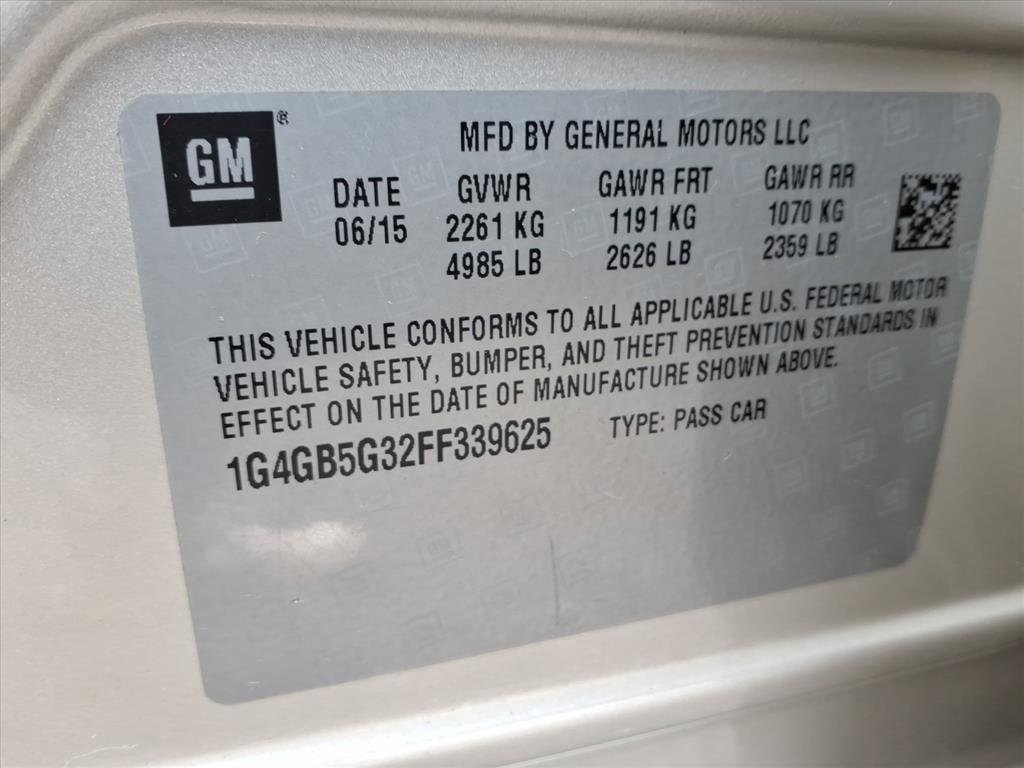 GM®
MFD BY GENERAL MOTORS LLC
DATE GVWR GAWR FRT GAWR RR
06/15 2261 KG 1191 KG 1070 KG
4985 LB 2626 LB 2359 LB
THIS VEHICLE CONFORMS TO ALL APPLICABLE U.S. FEDERAL MOTOR
VEHICLE SAFETY, BUMPER, AND THEFT PREVENTION STANDARDS IN
EFFECT ON THE DATE OF MANUFACTURE SHOWN ABOVE.
1G4GB5G32FF339625 TYPE: PASS CAR